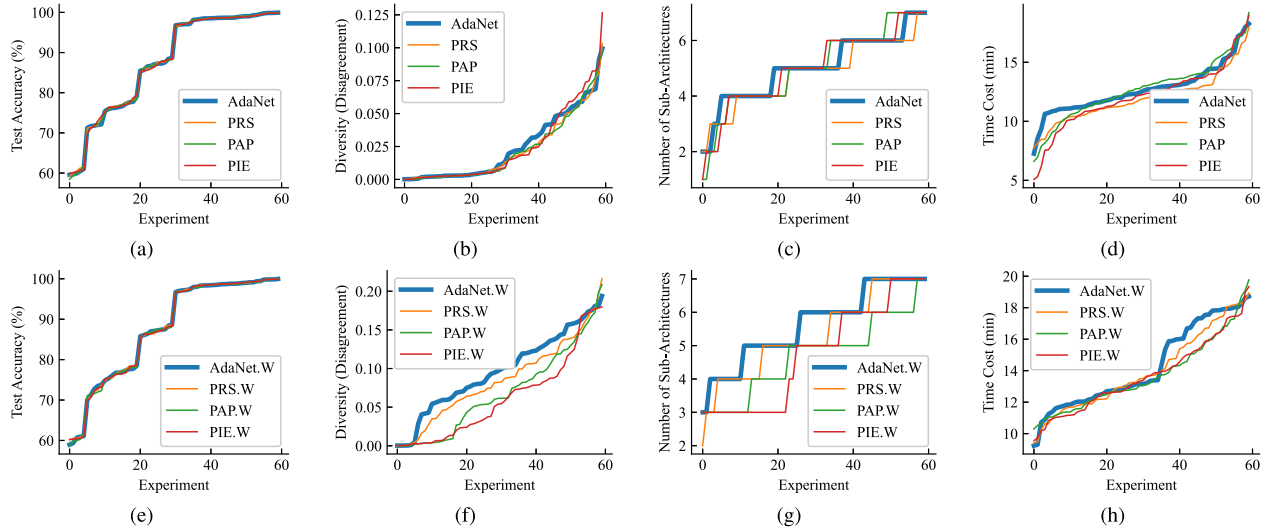 Test Accuracy (%)
100
90
80
70
60
AdaNet
PRS
PAP
PIE
0
20
40
60
Experiment
(a)
Diversity (Disagreement)
0.125
0.100
0.075
0.050
0.025
0.000
AdaNet
PRS
PAP
PIE
0
20
40
60
Experiment
(b)
Number of Sub-Architectures
6
4
2
AdaNet
PRS
PAP
PIE
0
20
40
60
Experiment
(c)
Time Cost (min)
15
10
5
AdaNet
PRS
PAP
PIE
0
20
40
60
Experiment
(d)
Test Accuracy (%)
100
90
80
70
60
AdaNet.W
PRS.W
PAP.W
PIE.W
0
20
40
60
Experiment
(e)
Diversity (Disagreement)
0.20
0.15
0.10
0.05
0.00
AdaNet.W
PRS.W
PAP.W
PIE.W
0
20
40
60
Experiment
(f)
Number of Sub-Architectures
7
6
5
4
3
2
AdaNet.W
PRS.W
PAP.W
PIE.W
0
20
40
60
Experiment
(g)
Time Cost (min)
20
18
16
14
12
10
AdaNet.W
PRS.W
PAP.W
PIE.W
0
20
40
60
Experiment
(h)